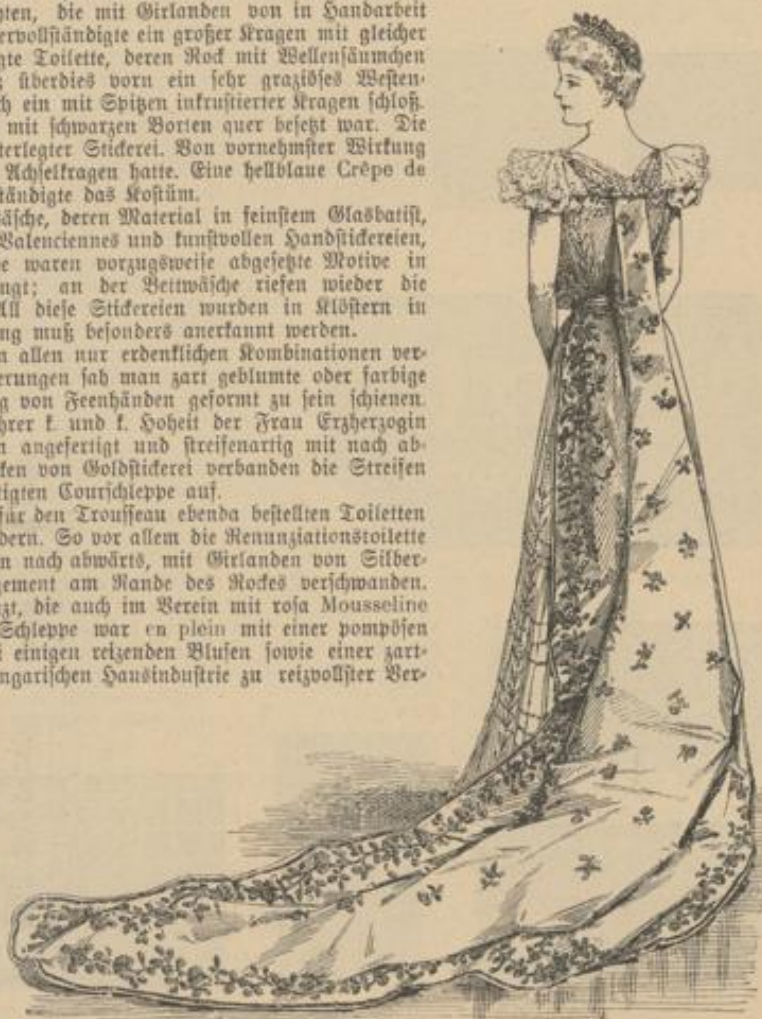 ten, die mit Girlanden von in Handarbeit
ervollständigte ein großer Kragen mit gleicher
gte Toilette, deren Rock mit Wellensäumchen
überdies vorn ein sehr graziöses Westen-
ch ein mit Spitzen inkrustierter Kragen schloß.
mit schwarzen Borten quer besetzt war. Die
terlegter Stickerei. Von vornehmster Wirkung
Achselkragen hatte. Eine hellblaue Crêpe de
tändigte das Kostüm.
äsche, deren Material in feinstem Glasbatist,
Valenciennes und kunstvollen Handstickereien,
e waren vorzugsweise abgesetzte Motive in
ngt; an der Bettwäsche riefen wieder die
All diese Stickereien wurden in Klöstern in
ng muß besonders anerkannt werden.
n allen nur erdenklichen Kombinationen ver-
erungen sah man zart geblumte oder farbige
g von Feenhänden geformt zu sein schienen.
hrer k. und k. Hoheit der Frau Erzherzogin
n angefertigt und streifenartig mit nach ab-
ken von Goldstickerei verbanden die Streifen
tigten Courschleppe auf.
für den Trousseau ebenda bestellten Toiletten
dern. So vor allem die Renunziationstoilette
n nach abwärts, mit Girlanden von Silber-
gement am Rande des Rockes verschwanden.
zt, die auch im Verein mit rosa Mousseline
Schleppe war en plein mit einer pompösen
i einigen reizenden Blusen sowie einer zart-
ngarischen Hausindustrie zu reizvollster Ver-